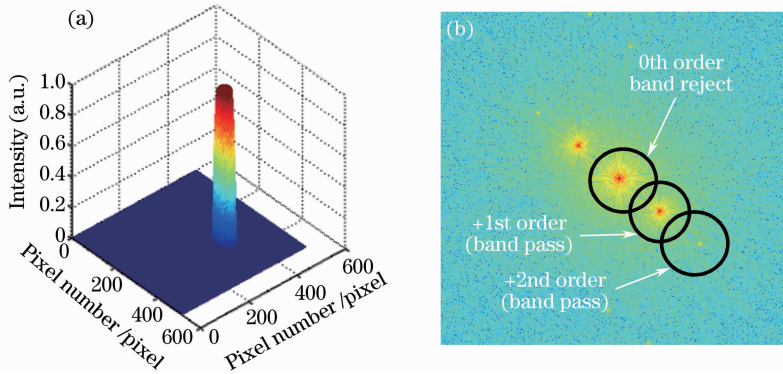 (a)
Intensity (a.u.)
1.0
0.8
0.6
0.4
0.2
0
0
200
400
600
Pixel number /pixel
0
200
400
600
Pixel number /pixel
(b)
0th order
band reject
+1st order
(band pass)
+2nd order
(band pass)